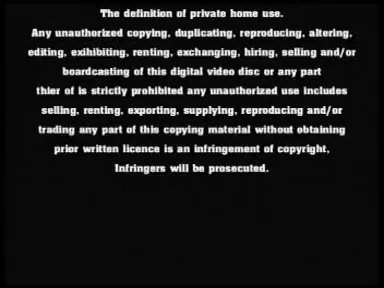 The definition of private home use.
Any unauthorized copying, duplicating, reproducing, altering,
editing, exihibiting, renting, exchanging, hiring, selling and/or
boardcasting of this digital video disc or any part
thier of is strictly prohibited any unauthorized use includes
selling, renting, exporting, supplying, reproducing and/or
trading any part of this copying material without obtaining
prior written licence is an infringement of copyright,
Infringers will be prosecuted.